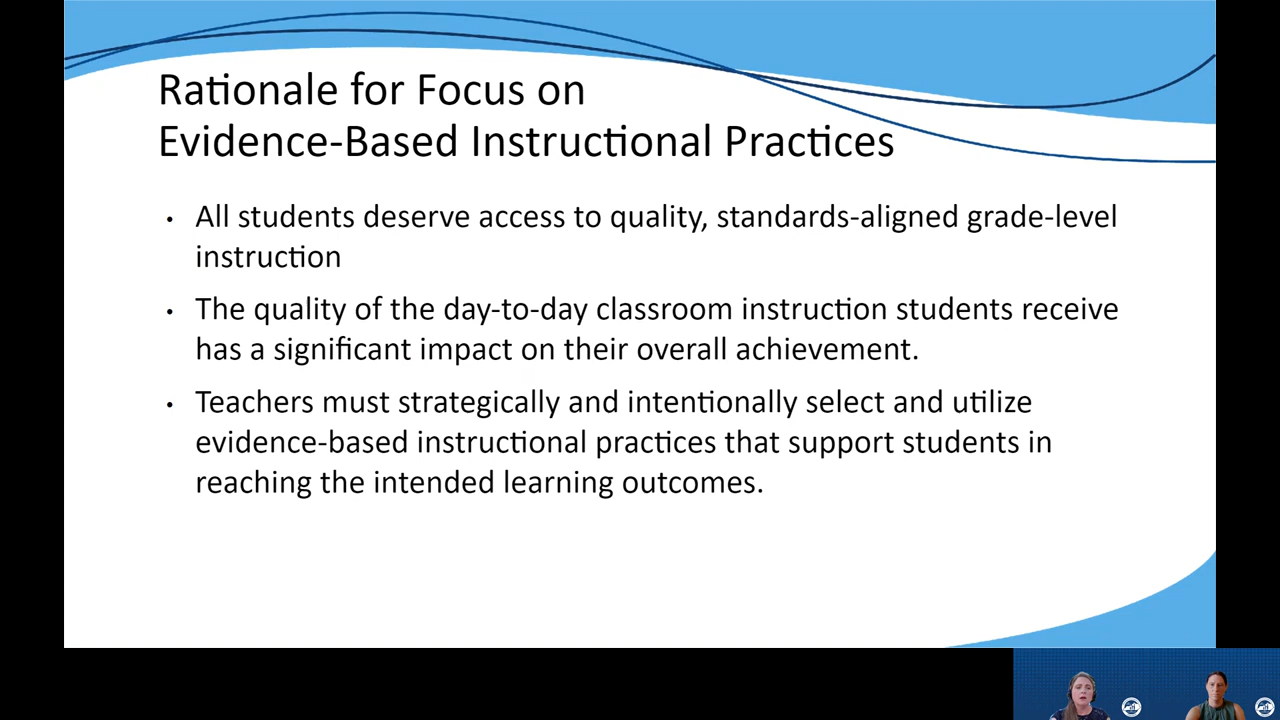 Rationale for Focus on
Evidence-Based Instructional Practices
• All students deserve access to quality, standards-aligned grade-level
instruction
• The quality of the day-to-day classroom instruction students receive
has a significant impact on their overall achievement.
• Teachers must strategically and intentionally select and utilize
evidence-based instructional practices that support students in
reaching the intended learning outcomes.